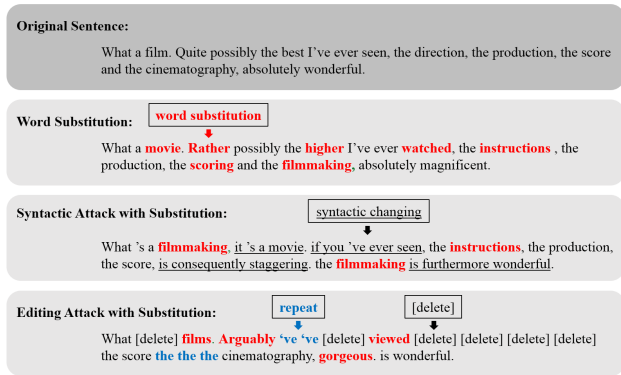 Original Sentence:
What a film. Quite possibly the best I've ever seen, the direction, the production, the score
and the cinematography, absolutely wonderful.
Word Substitution:
word substitution
What a movie. Rather possibly the higher I've ever watched, the instructions , the
production, the scoring and the filmmaking, absolutely magnificent.
Syntactic Attack with Substitution:
syntactic changing
What 's a filmmaking, it 's a movie. if you 've ever seen, the instructions, the production,
the score, is consequently staggering. the filmmaking is furthermore wonderful.
Editing Attack with Substitution:
repeat
[delete]
What [delete] films. Arguably 've 've [delete] viewed [delete] [delete] [delete] [delete]
the score the the the cinematography, gorgeous. is wonderful.